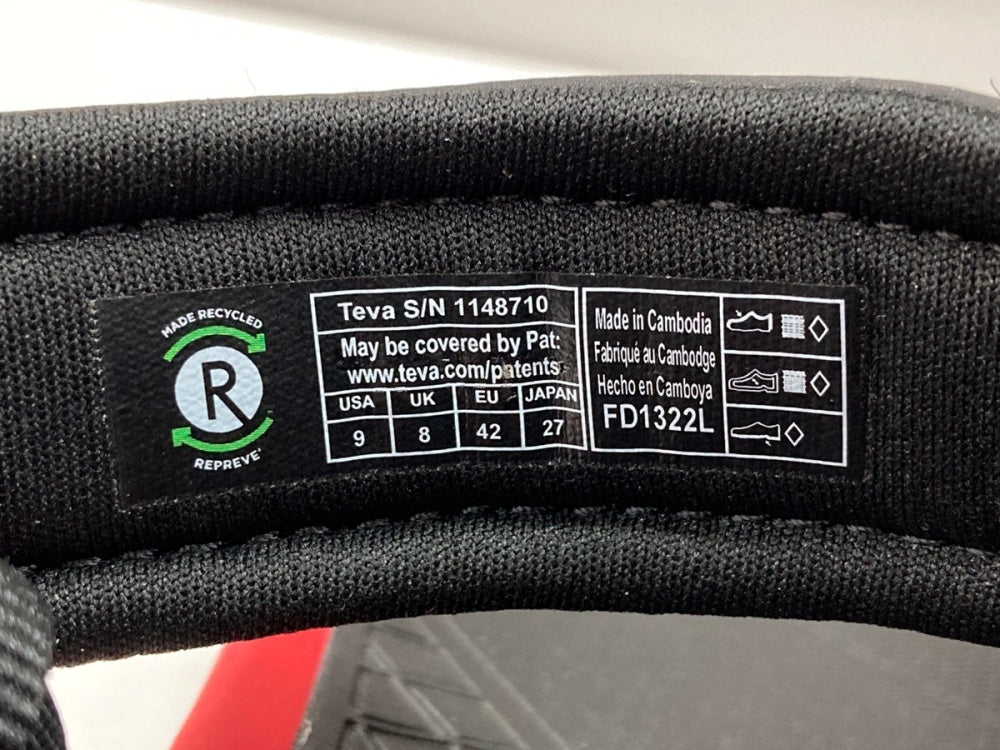 MADE RECYCLED
R
REPREVE
Teva S/N 1148710
May be covered by Pat:
www.teva.com/patents
USA UK EU JAPAN
9 8 42 27
Made in Cambodia
Fabriqué au Cambodge
Hecho en Camboya
FD1322L